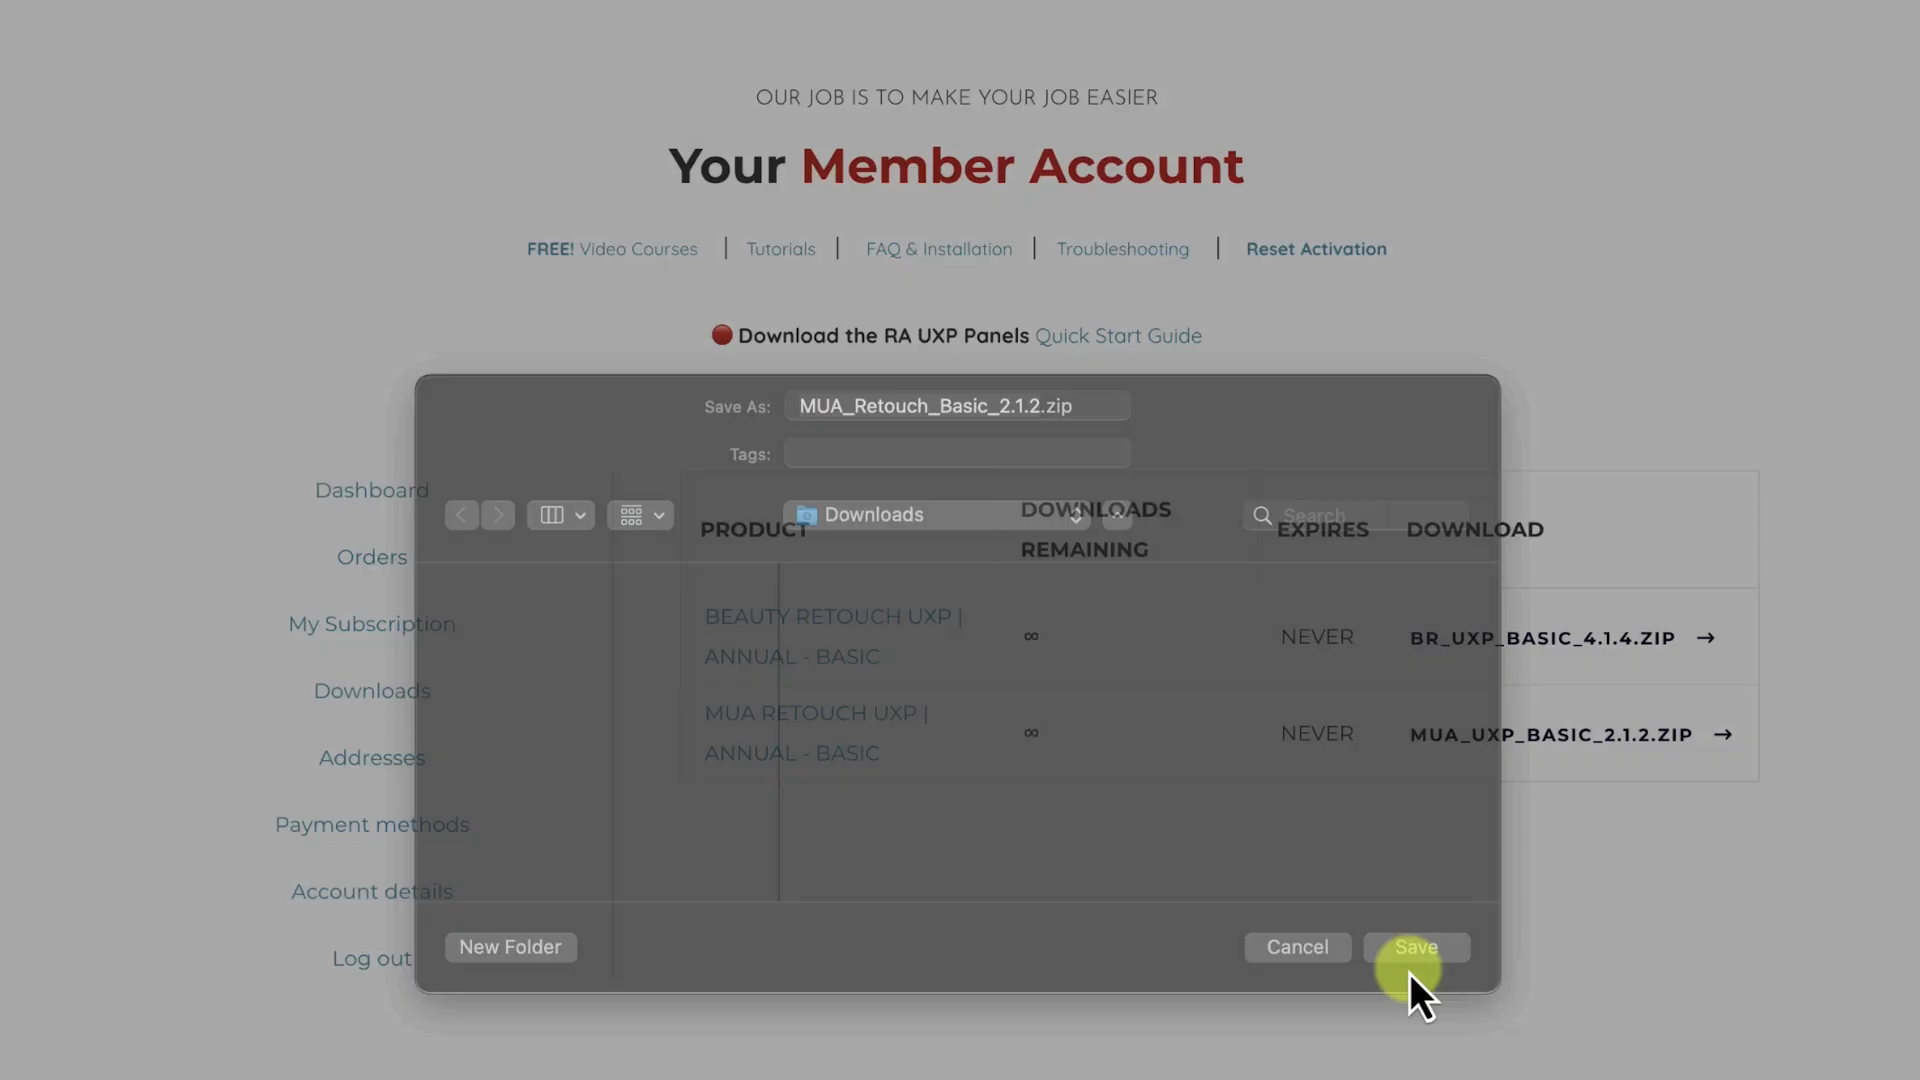 OUR JOB IS TO MAKE YOUR JOB EASIER
Your Member Account
FREE! Video Courses | Tutorials | FAQ & Installation | Troubleshooting | Reset Activation
Download the RA UXP Panels Quick Start Guide
Save As: MUA_Retouch_Basic_2.1.2.zip
Tags:
Downloads
Search
New Folder
Cancel
Save
Dashboard
Orders
My Subscription
Downloads
Addresses
Payment methods
Account details
Log out
PRODUCT
DOWNLOADS
REMAINING
EXPIRES
DOWNLOAD
BEAUTY RETOUCH UXP |
ANNUAL - BASIC
∞
NEVER
BR_UXP_BASIC_4.1.4.ZIP →
MUA RETOUCH UXP |
ANNUAL - BASIC
∞
NEVER
MUA_UXP_BASIC_2.1.2.ZIP →